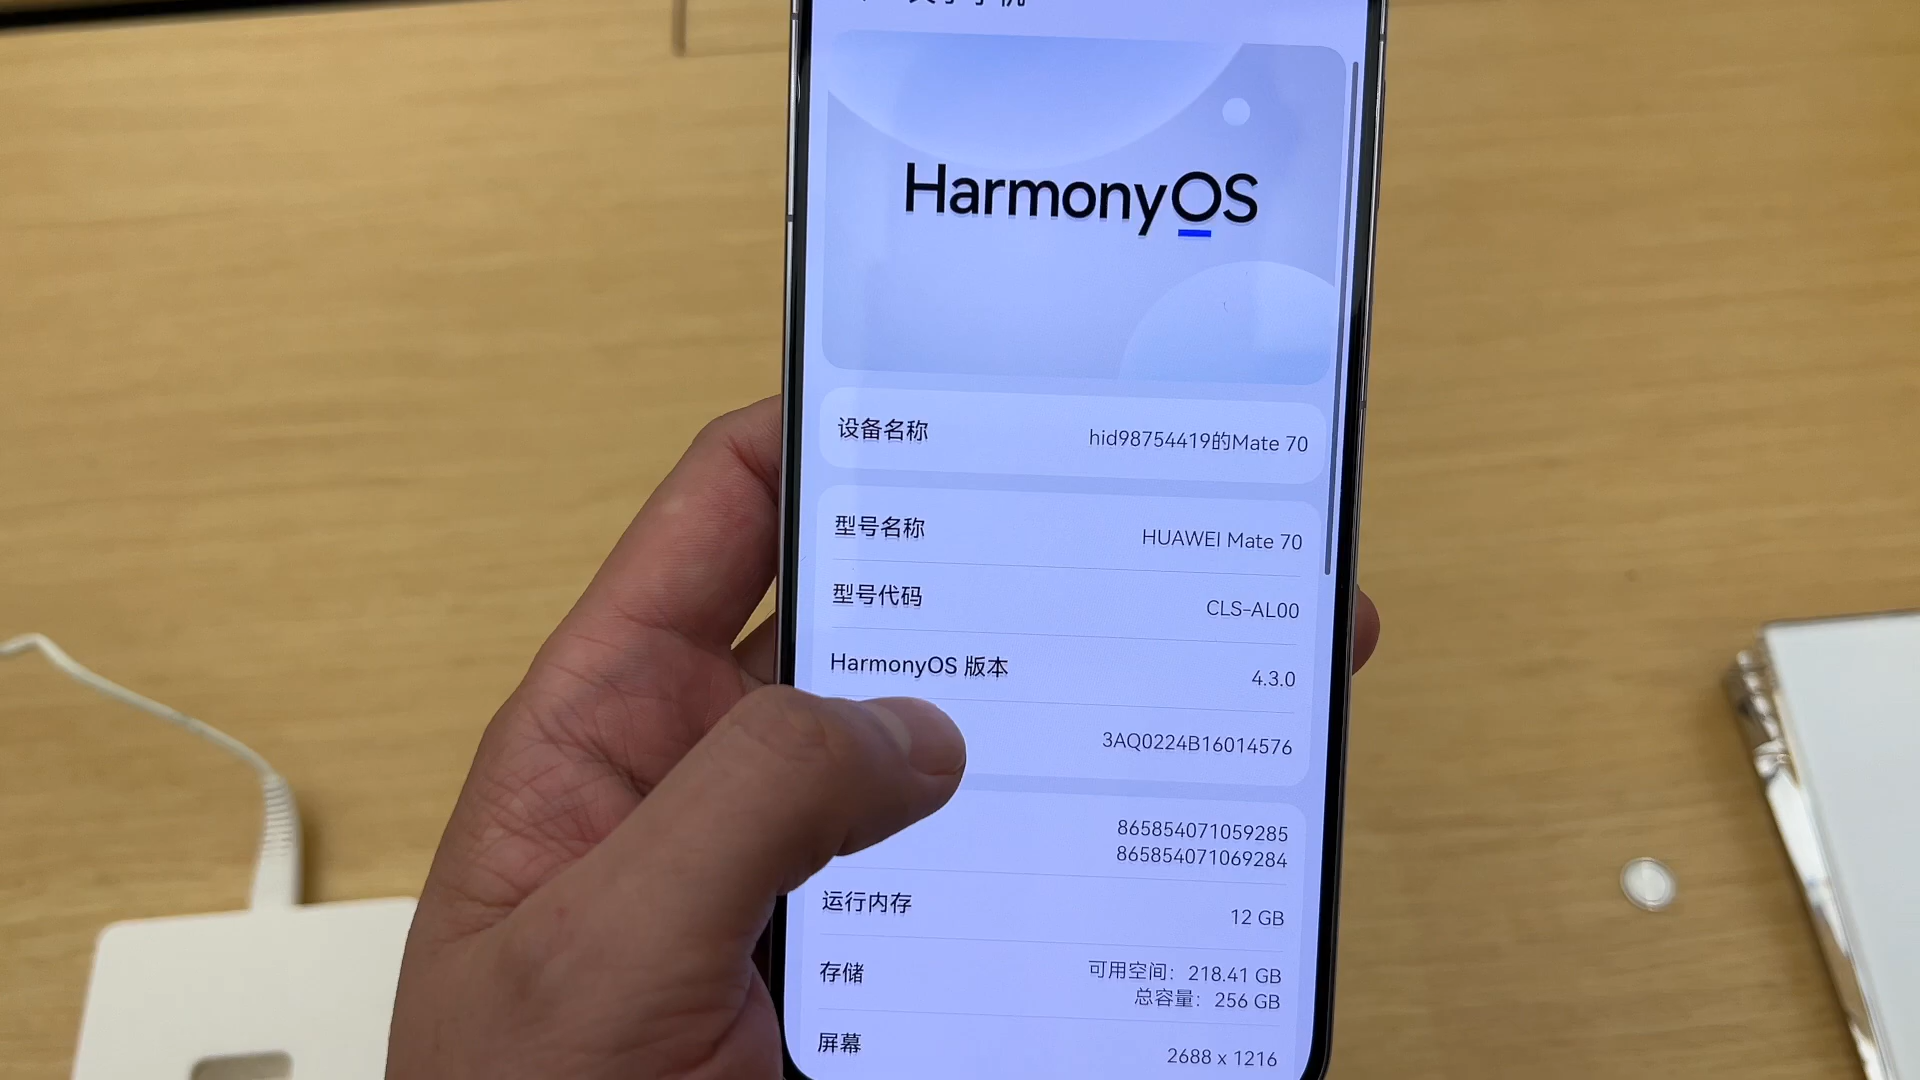 HarmonyOS
设备名称 hid98754419的Mate 70
型号名称 HUAWEI Mate 70
型号代码 CLS-AL00
HarmonyOS 版本 4.3.0
3AQ0224B16014576
865854071059285
865854071069284
运行内存 12 GB
存储 可用空间：218.41 GB
总容量：256 GB
屏幕 2688 x 1216